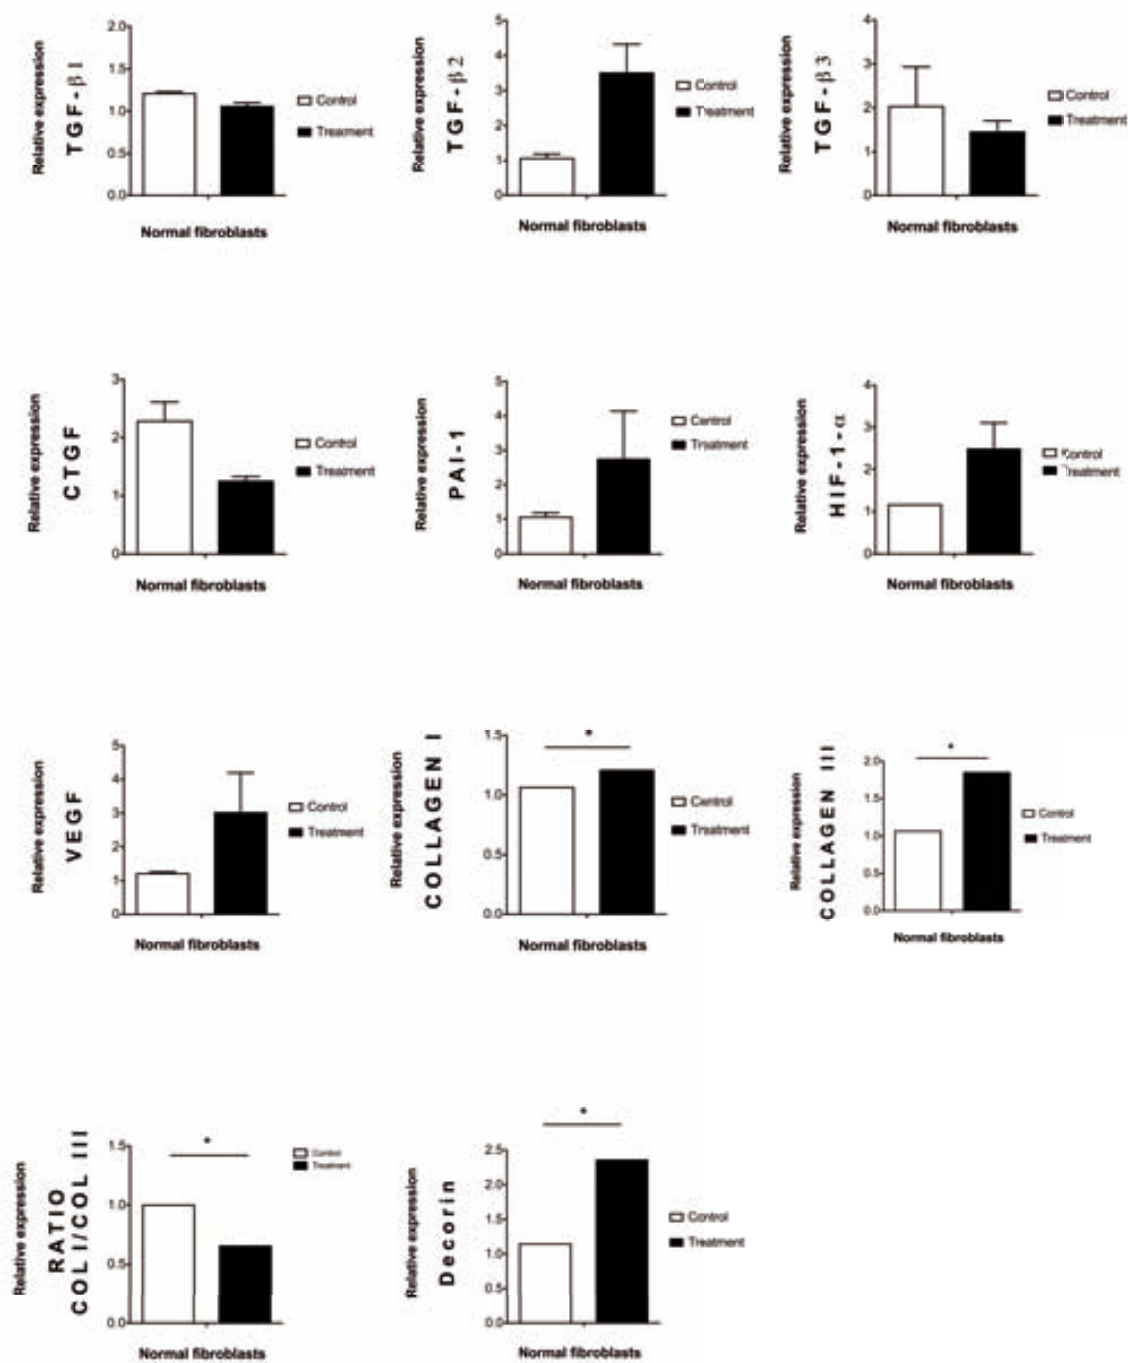 Relative expression
TGF-β1
2.0
1.5
1.0
0.5
0.0
Control
Treatment
Normal fibroblasts
Relative expression
TGF-β2
5
4
3
2
1
0
Control
Treatment
Normal fibroblasts
Relative expression
TGF-β3
4
3
2
1
0
Control
Treatment
Normal fibroblasts
Relative expression
CTGF
3
2
1
0
Control
Treatment
Normal fibroblasts
Relative expression
PAI-1
5
4
3
2
1
0
Control
Treatment
Normal fibroblasts
Relative expression
HIF-1-α
4
3
2
1
0
Control
Treatment
Normal fibroblasts
Relative expression
VEGF
5
4
3
2
1
0
Control
Treatment
Normal fibroblasts
Relative expression
COLLAGEN I
1.5
1.0
0.5
0.0
*
Control
Treatment
Normal fibroblasts
Relative expression
COLLAGEN III
2.0
1.5
1.0
0.5
0.0
*
Control
Treatment
Normal fibroblasts
Relative expression
RATIO
COL I/COL III
1.5
1.0
0.5
0.0
*
Control
Treatment
Normal fibroblasts
Relative expression
Decorin
2.5
2.0
1.5
1.0
0.5
0.0
*
Control
Treatment
Normal fibroblasts